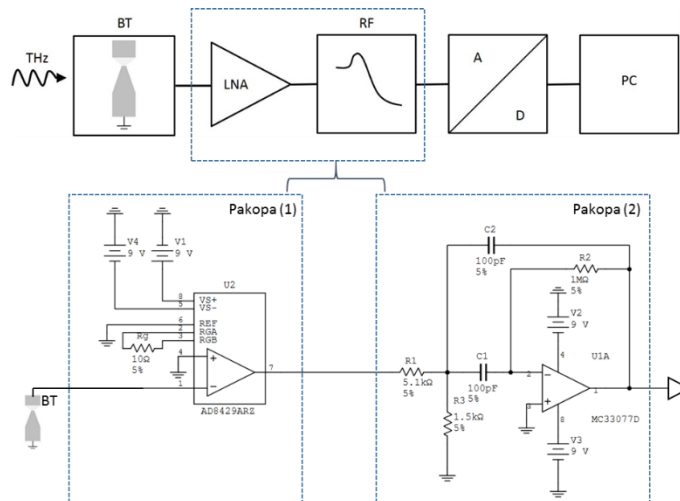 BT
RF
THz
LNA
A
D
PC
Pakopa (1)
Pakopa (2)
V4
9 V
V1
9 V
U2
8
VS+
5
VS-
6
REF
2
RGA
3
RGB
Rg
10Ω
5%
4
1
7
AD8429ARZ
BT
C2
100pF
5%
R2
1MΩ
5%
V2
9 V
R1
5.1kΩ
5%
C1
100pF
5%
R3
1.5kΩ
5%
2
3
4
8
1
U1A
MC33077D
V3
9 V